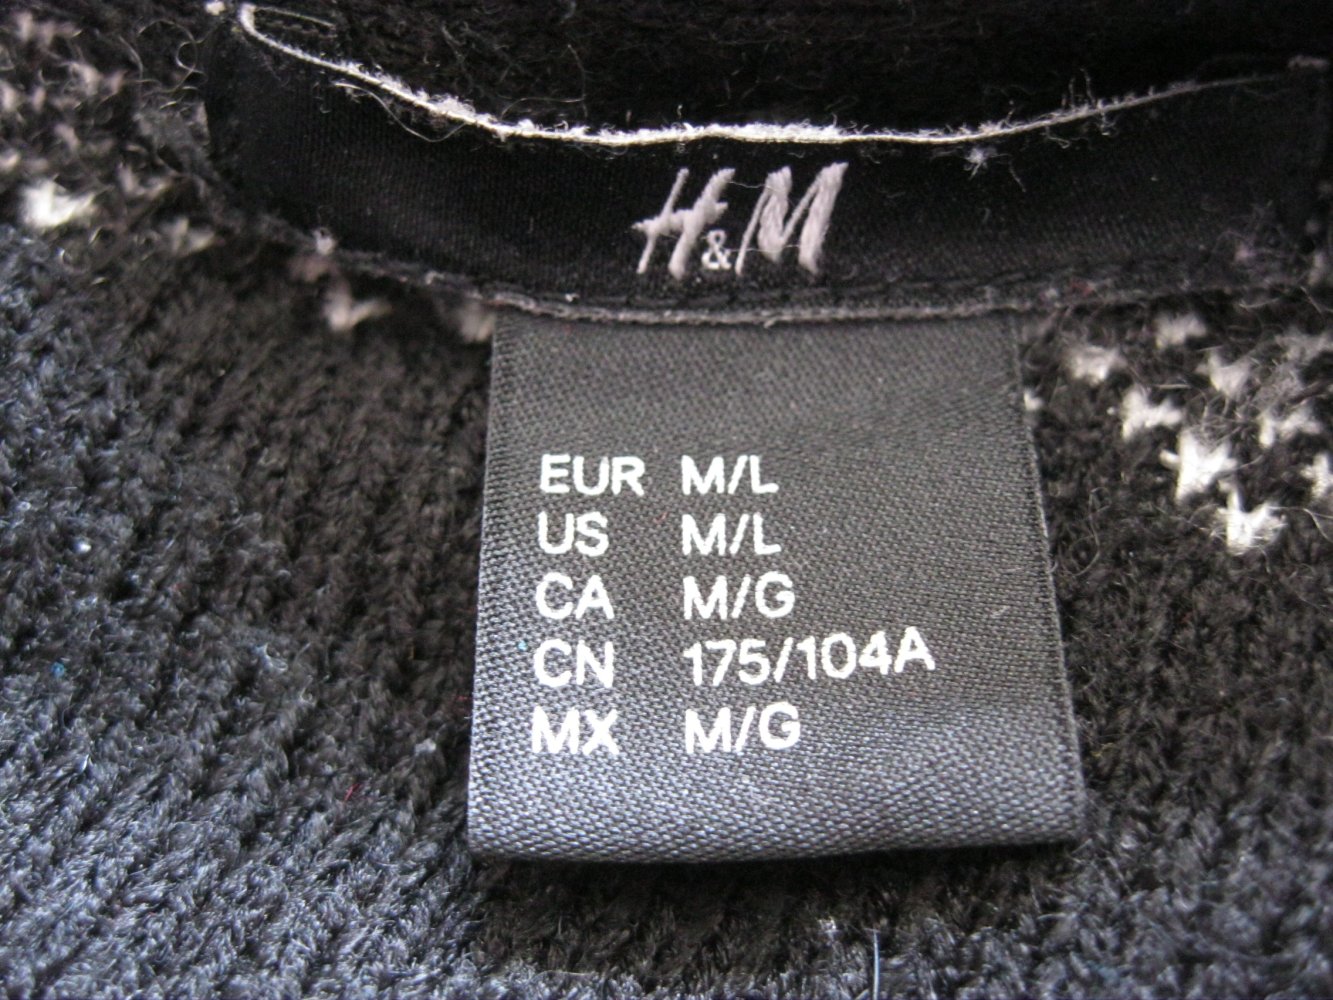 H&M
EUR M/L
US M/L
CA M/G
CN 175/104A
MX M/G